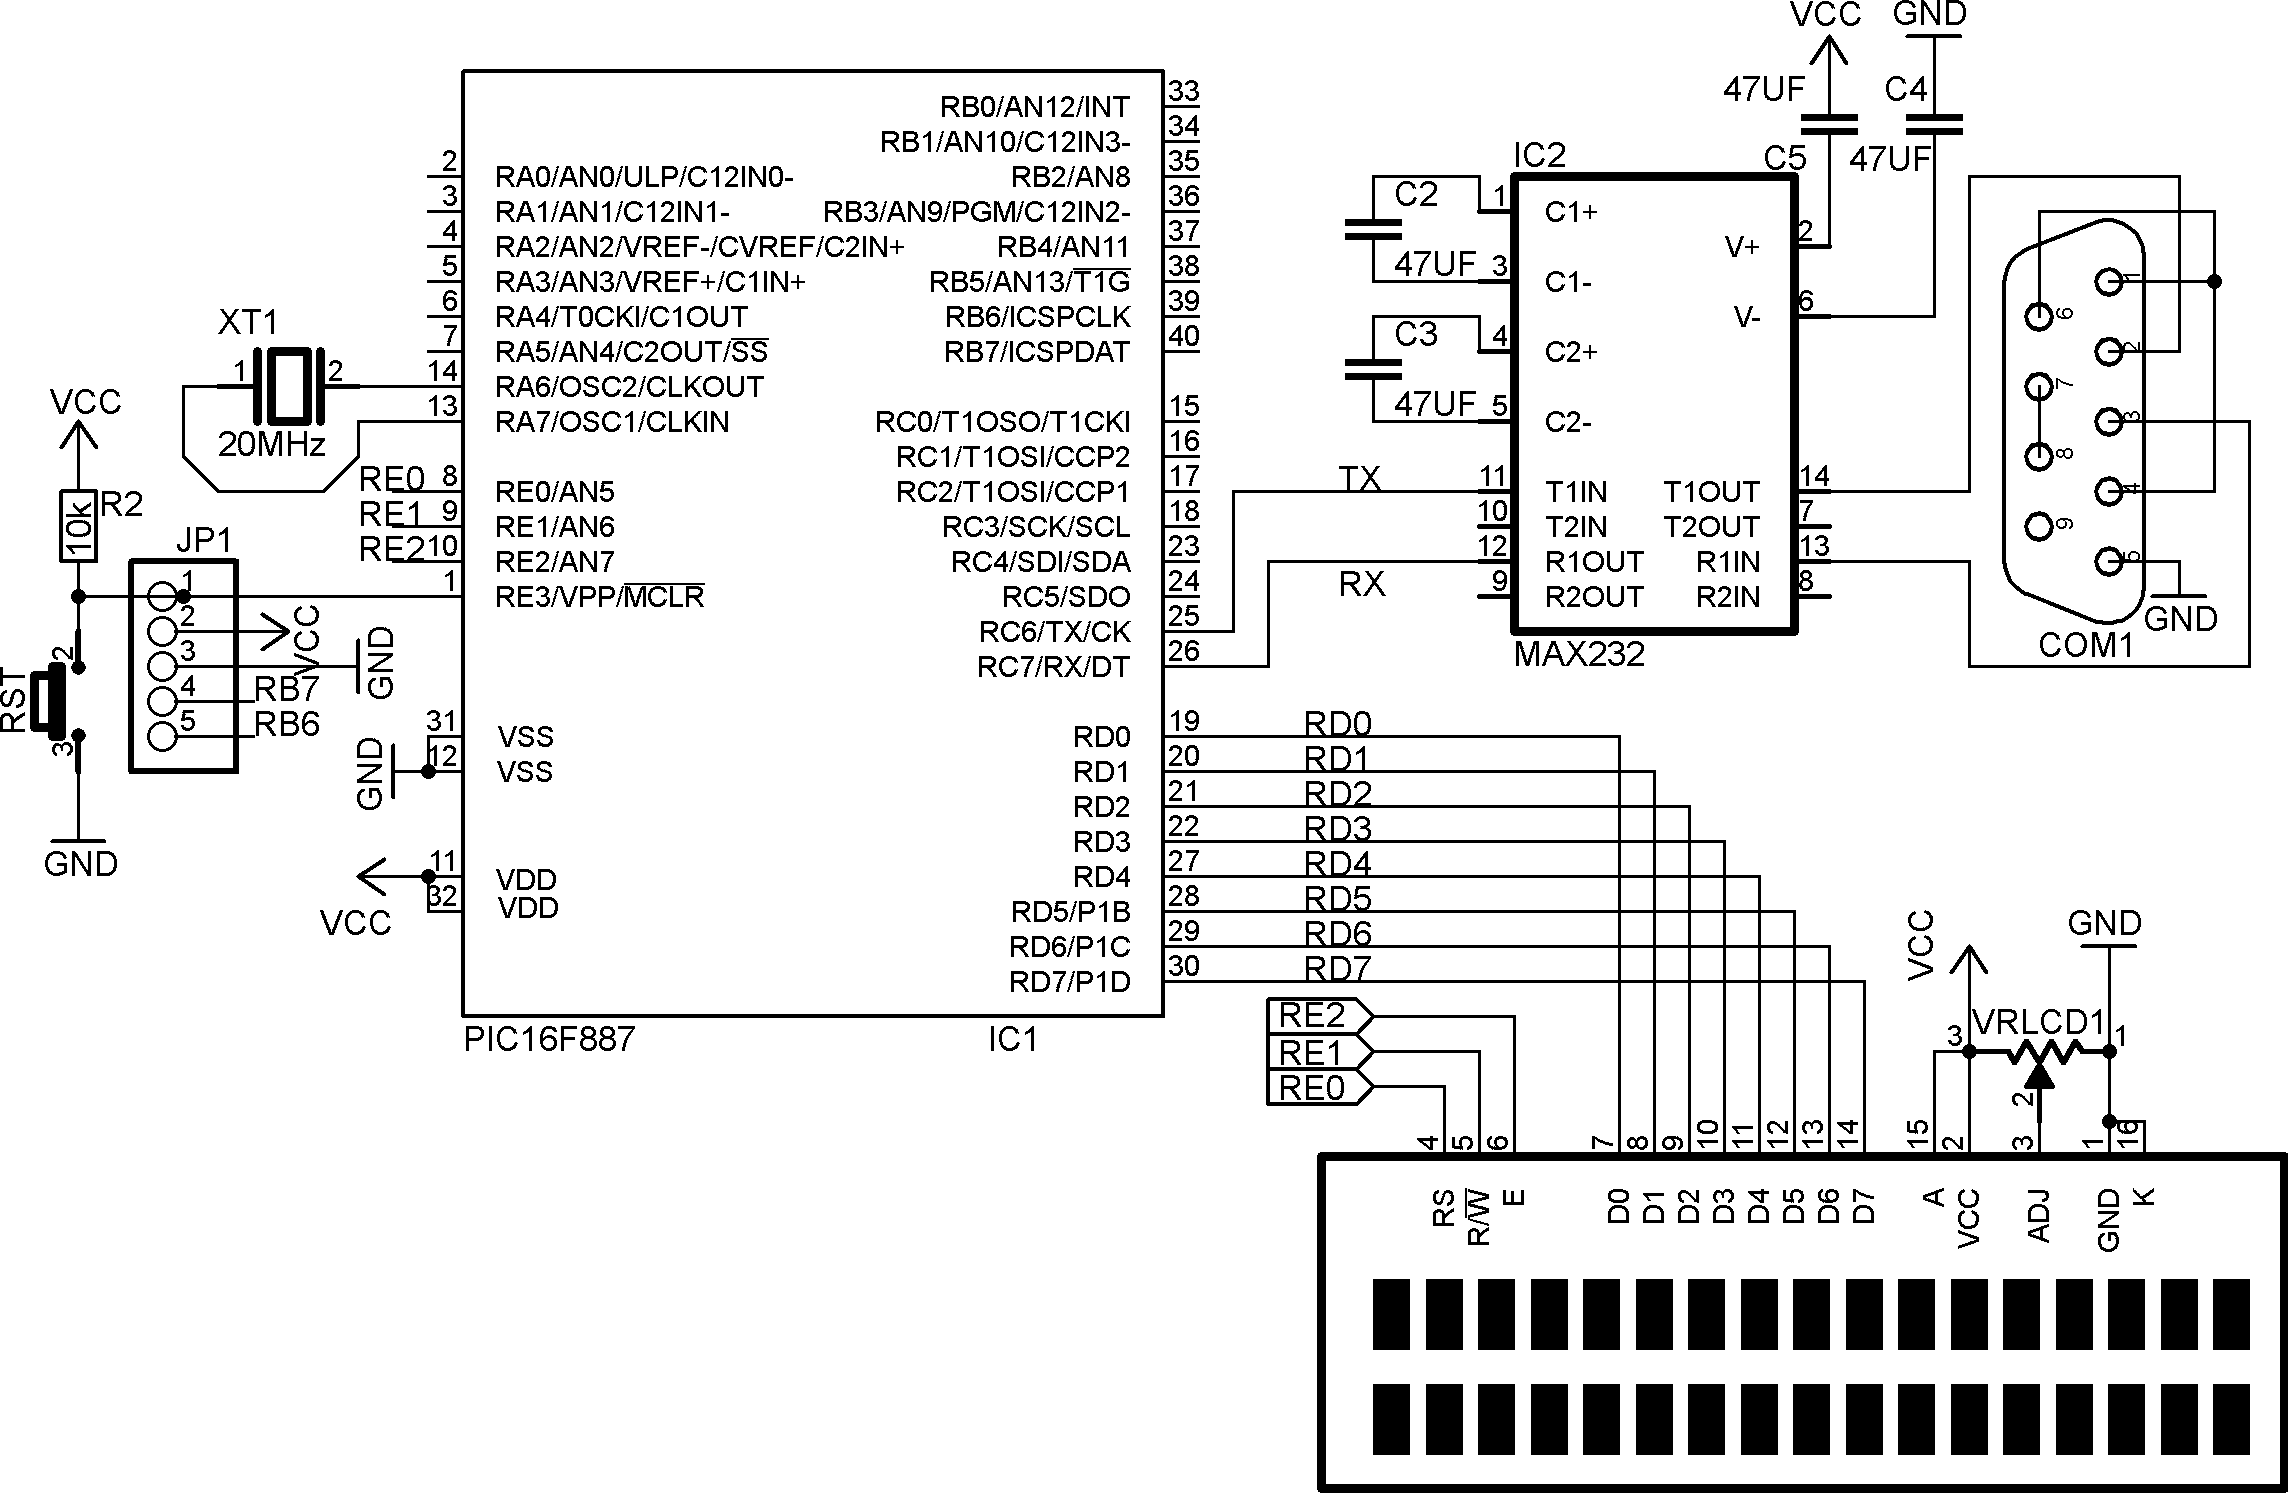 VCC GND
47UF C4
C5 47UF
XT1
1 2
20MHz
VCC
R2
10k
JP1
1
2 VCC
3 GND
4 RB7
5 RB6
RST
2
3
GND
RE0
RE1
RE2
GND
VCC
2 RA0/AN0/ULP/C12IN0-
3 RA1/AN1/C12IN1-
4 RA2/AN2/VREF-/CVREF/C2IN+
5 RA3/AN3/VREF+/C1IN+
6 RA4/T0CKI/C1OUT
7 RA5/AN4/C2OUT/SS
14 RA6/OSC2/CLKOUT
13 RA7/OSC1/CLKIN
8 RE0/AN5
9 RE1/AN6
10 RE2/AN7
1 RE3/VPP/MCLR
31 VSS
12 VSS
11 VDD
32 VDD
RB0/AN12/INT 33
RB1/AN10/C12IN3- 34
RB2/AN8 35
RB3/AN9/PGM/C12IN2- 36
RB4/AN11 37
RB5/AN13/T1G 38
RB6/ICSPCLK 39
RB7/ICSPDAT 40
RC0/T1OSO/T1CKI 15
RC1/T1OSI/CCP2 16
RC2/T1OSI/CCP1 17
RC3/SCK/SCL 18
RC4/SDI/SDA 23
RC5/SDO 24
RC6/TX/CK 25
RC7/RX/DT 26
RD0 19 RD0
RD1 20 RD1
RD2 21 RD2
RD3 22 RD3
RD4 27 RD4
RD5/P1B 28 RD5
RD6/P1C 29 RD6
RD7/P1D 30 RD7
PIC16F887 IC1
IC2
C2
47UF
C3
47UF
TX
RX
1 C1+
3 C1-
4 C2+
5 C2-
11 T1IN
10 T2IN
12 R1OUT
9 R2OUT
V+ 2
V- 6
T1OUT 14
T2OUT 7
R1IN 13
R2IN 8
MAX232
1
6
2
7
3
8
4
9
5
GND
COM1
RE2
RE1
RE0
VCC GND
3 VRLCD1 1
2
4 5 6 7 8 9 10 11 12 13 14 15 2 3 1 16
RS R/W E D0 D1 D2 D3 D4 D5 D6 D7 A VCC ADJ GND K